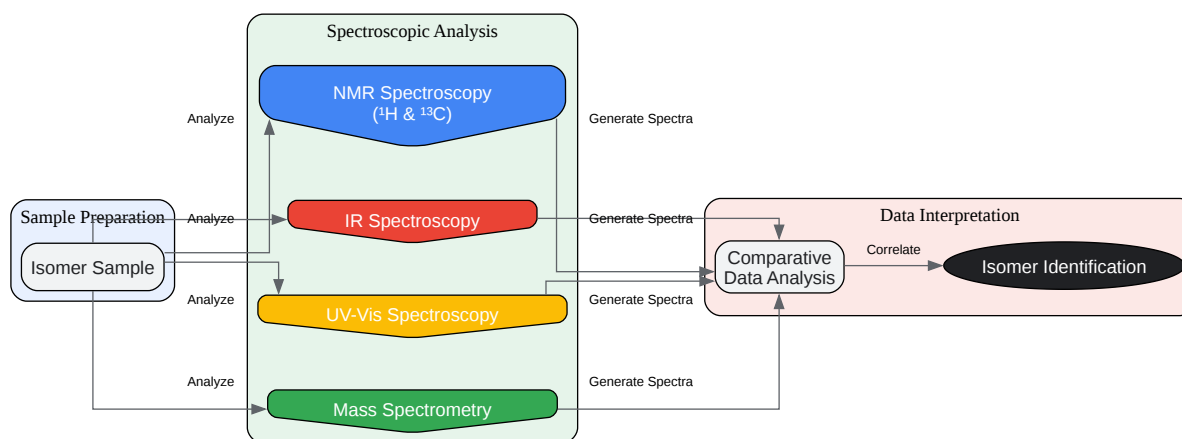 Spectroscopic Analysis
NMR Spectroscopy
(¹H & ¹³C)
Analyze
Generate Spectra
Sample Preparation
Analyze
IR Spectroscopy
Generate Spectra
Data Interpretation
Isomer Sample
Comparative
Data Analysis
Correlate
Isomer Identification
Analyze
UV-Vis Spectroscopy
Generate Spectra
Analyze
Mass Spectrometry
Generate Spectra